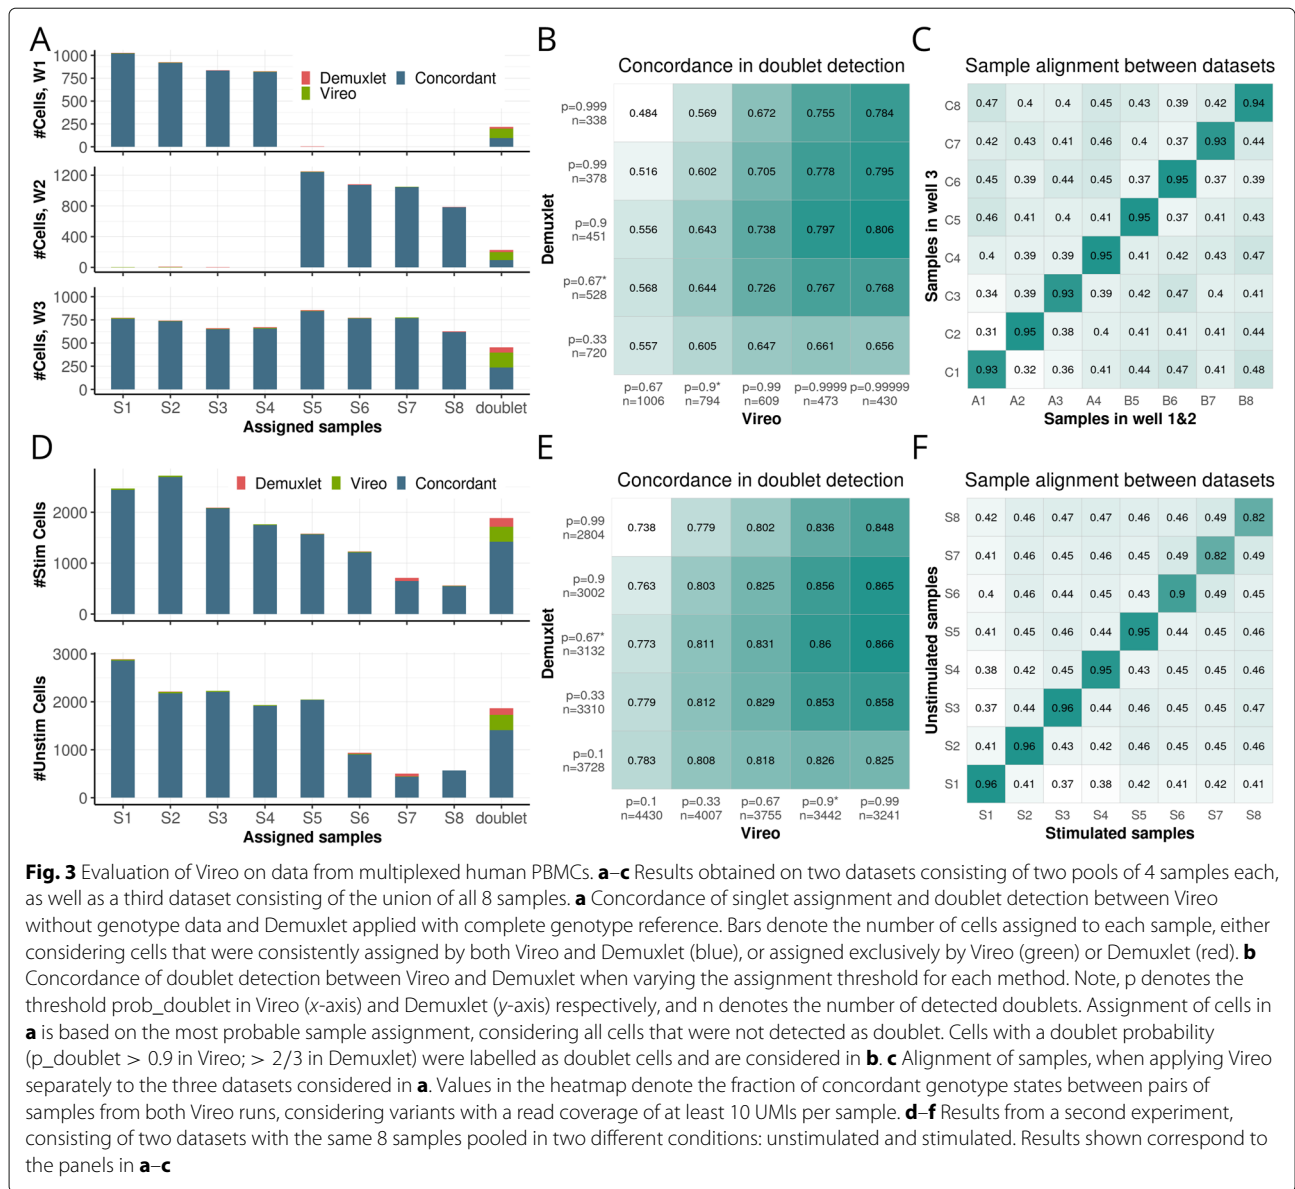 A
#Cells, W1
1000
750
500
250
0
Demuxlet
Concordant
Vireo
#Cells, W2
1200
800
400
0
#Cells, W3
1000
750
500
250
0
S1 S2 S3 S4 S5 S6 S7 S8 doublet
Assigned samples
B
Concordance in doublet detection
Demuxlet
p=0.999
n=338
0.484 0.569 0.672 0.755 0.784
p=0.99
n=378
0.516 0.602 0.705 0.778 0.795
p=0.9
n=451
0.556 0.643 0.738 0.797 0.806
p=0.67*
n=528
0.568 0.644 0.726 0.767 0.768
p=0.33
n=720
0.557 0.605 0.647 0.661 0.656
p=0.67 p=0.9* p=0.99 p=0.9999 p=0.99999
n=1006 n=794 n=609 n=473 n=430
Vireo
C
Sample alignment between datasets
Samples in well 3
C8 0.47 0.4 0.4 0.45 0.43 0.39 0.42 0.94
C7 0.42 0.43 0.41 0.46 0.4 0.37 0.93 0.44
C6 0.45 0.39 0.44 0.45 0.37 0.95 0.37 0.39
C5 0.46 0.41 0.4 0.41 0.95 0.37 0.41 0.43
C4 0.4 0.39 0.39 0.95 0.41 0.42 0.43 0.47
C3 0.34 0.39 0.93 0.39 0.42 0.47 0.4 0.41
C2 0.31 0.95 0.38 0.4 0.41 0.41 0.41 0.44
C1 0.93 0.32 0.36 0.41 0.44 0.47 0.41 0.48
A1 A2 A3 A4 B5 B6 B7 B8
Samples in well 1&2
D
#Stim Cells
2000
1000
0
Demuxlet Vireo Concordant
#Unstim Cells
3000
2000
1000
0
S1 S2 S3 S4 S5 S6 S7 S8 doublet
Assigned samples
E
Concordance in doublet detection
Demuxlet
p=0.99
n=2804
0.738 0.779 0.802 0.836 0.848
p=0.9
n=3002
0.763 0.803 0.825 0.856 0.865
p=0.67*
n=3132
0.773 0.811 0.831 0.86 0.866
p=0.33
n=3310
0.779 0.812 0.829 0.853 0.858
p=0.1
n=3728
0.783 0.808 0.818 0.826 0.825
p=0.1 p=0.33 p=0.67 p=0.9* p=0.99
n=4430 n=4007 n=3755 n=3442 n=3241
Vireo
F
Sample alignment between datasets
Unstimulated samples
S8 0.42 0.46 0.47 0.47 0.46 0.46 0.49 0.82
S7 0.41 0.46 0.45 0.46 0.45 0.49 0.82 0.49
S6 0.4 0.46 0.44 0.45 0.43 0.9 0.49 0.45
S5 0.41 0.45 0.46 0.44 0.95 0.44 0.45 0.46
S4 0.38 0.42 0.45 0.95 0.43 0.45 0.45 0.46
S3 0.37 0.44 0.96 0.44 0.46 0.45 0.45 0.47
S2 0.41 0.96 0.43 0.42 0.46 0.45 0.45 0.46
S1 0.96 0.41 0.37 0.38 0.42 0.41 0.42 0.41
S1 S2 S3 S4 S5 S6 S7 S8
Stimulated samples
Fig. 3 Evaluation of Vireo on data from multiplexed human PBMCs. a–c Results obtained on two datasets consisting of two pools of 4 samples each,
as well as a third dataset consisting of the union of all 8 samples. a Concordance of singlet assignment and doublet detection between Vireo
without genotype data and Demuxlet applied with complete genotype reference. Bars denote the number of cells assigned to each sample, either
considering cells that were consistently assigned by both Vireo and Demuxlet (blue), or assigned exclusively by Vireo (green) or Demuxlet (red). b
Concordance of doublet detection between Vireo and Demuxlet when varying the assignment threshold for each method. Note, p denotes the
threshold prob_doublet in Vireo (x-axis) and Demuxlet (y-axis) respectively, and n denotes the number of detected doublets. Assignment of cells in
a is based on the most probable sample assignment, considering all cells that were not detected as doublet. Cells with a doublet probability
(p_doublet > 0.9 in Vireo; > 2/3 in Demuxlet) were labelled as doublet cells and are considered in b. c Alignment of samples, when applying Vireo
separately to the three datasets considered in a. Values in the heatmap denote the fraction of concordant genotype states between pairs of
samples from both Vireo runs, considering variants with a read coverage of at least 10 UMIs per sample. d–f Results from a second experiment,
consisting of two datasets with the same 8 samples pooled in two different conditions: unstimulated and stimulated. Results shown correspond to
the panels in a–c